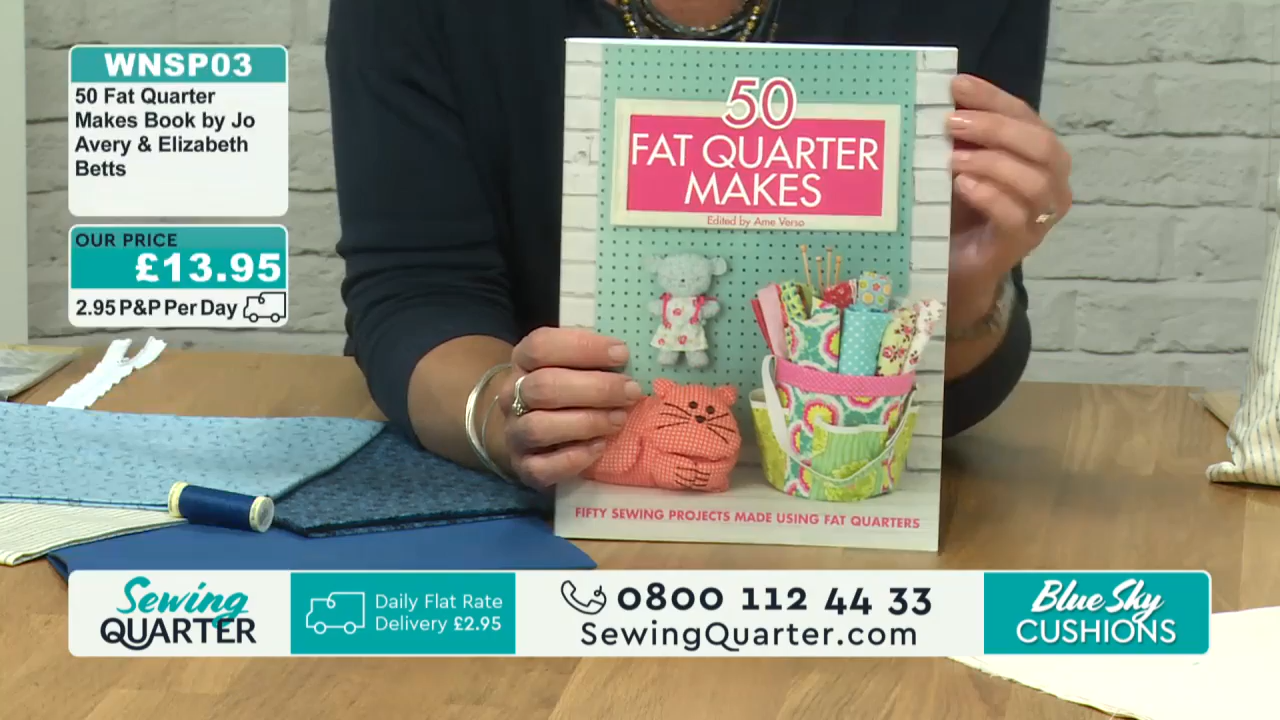 WNSP03
50 Fat Quarter
Makes Book by Jo
Avery & Elizabeth
Betts
OUR PRICE
£13.95
2.95 P&P Per Day
50
FAT QUARTER
MAKES
Edited by Ame Verso
FIFTY SEWING PROJECTS MADE USING FAT QUARTERS
Sewing
QUARTER
Daily Flat Rate
Delivery £2.95
0800 112 44 33
SewingQuarter.com
Blue Sky
CUSHIONS